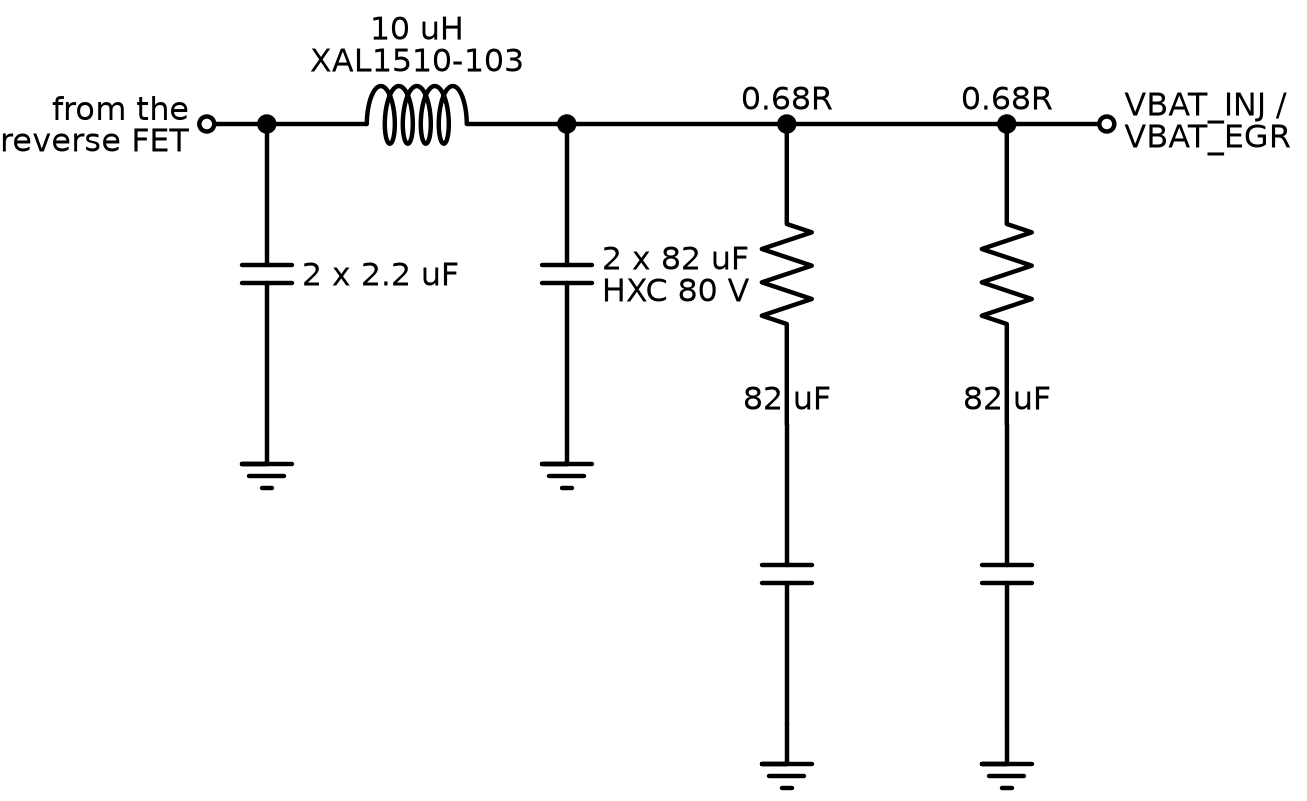 10 uH
XAL1510-103
from the
reverse FET
0.68R
0.68R
VBAT_INJ /
VBAT_EGR
2 x 2.2 uF
2 x 82 uF
HXC 80 V
82 uF
82 uF